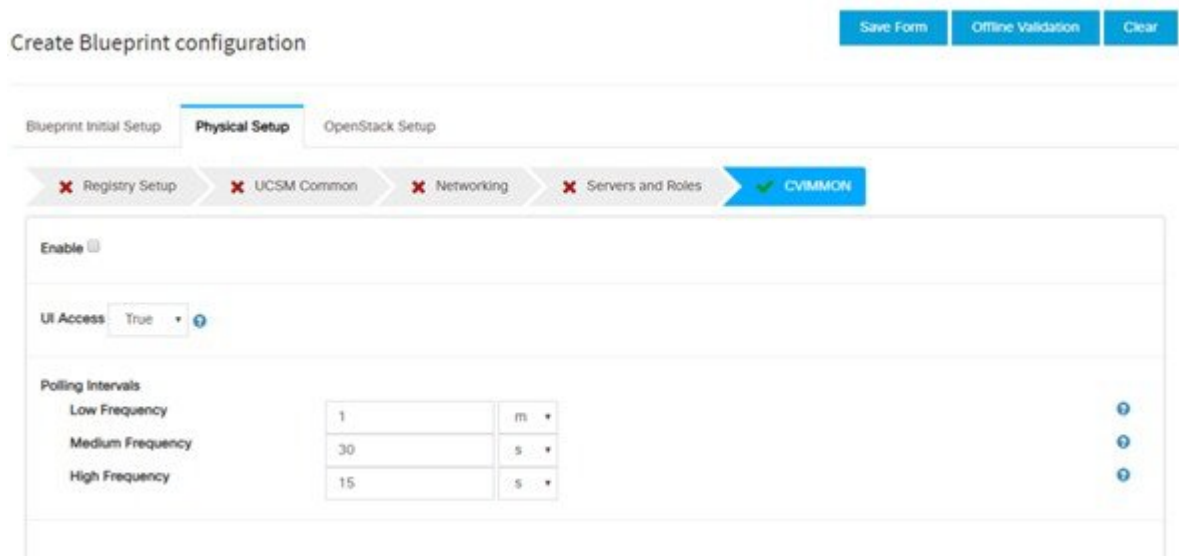 Create Blueprint configuration
Save Form Offline Validation Clear
Blueprint Initial Setup Physical Setup OpenStack Setup
Registry Setup UCSM Common Networking Servers and Roles CVIMMON
Enable
UI Access True
Polling Intervals
Low Frequency 1 m
Medium Frequency 30 s
High Frequency 15 s